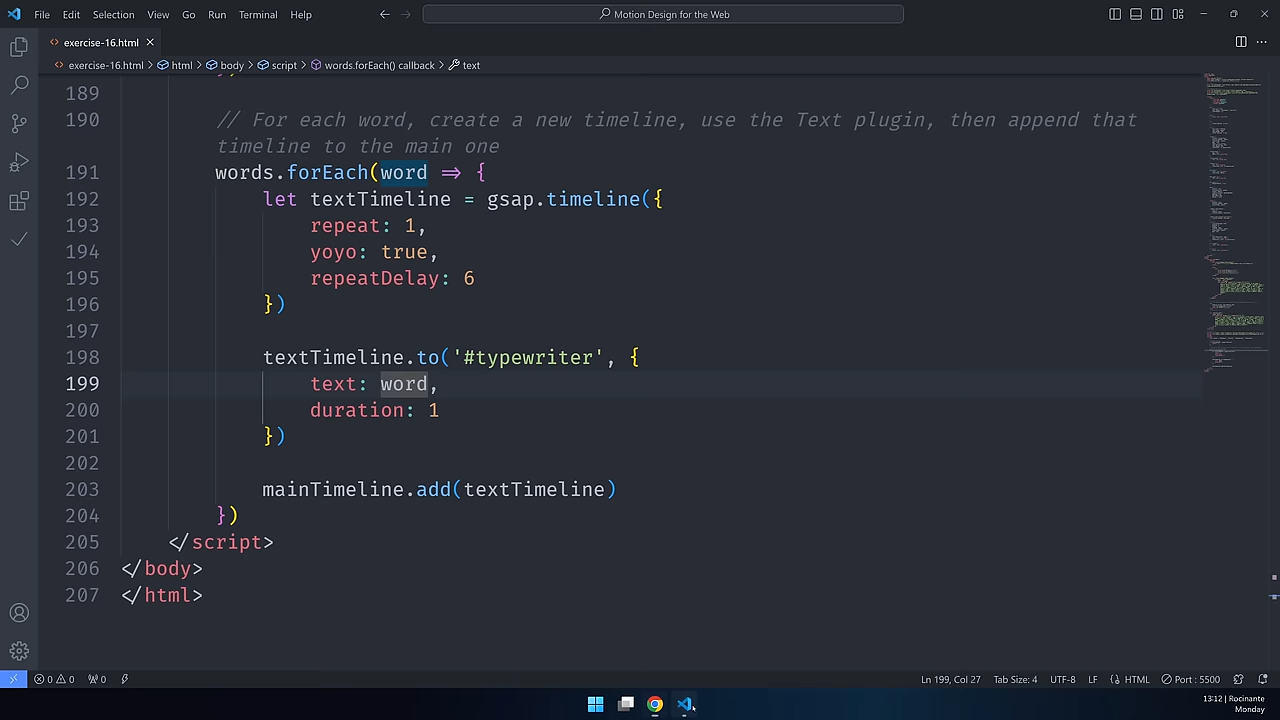 File Edit Selection View Go Run Terminal Help
Motion Design for the Web
exercise-16.html
exercise-16.html > html > body > script > words.forEach() callback > text
189
190 // For each word, create a new timeline, use the Text plugin, then append that
timeline to the main one
191 words.forEach(word => {
192 let textTimeline = gsap.timeline({
193 repeat: 1,
194 yoyo: true,
195 repeatDelay: 6
196 })
197
198 textTimeline.to('#typewriter', {
199 text: word,
200 duration: 1
201 })
202
203 mainTimeline.add(textTimeline)
204 })
205 </script>
206 </body>
207 </html>
0 0 0 Ln 199, Col 27 Tab Size: 4 UTF-8 LF HTML Port : 5500
13:12 | Rocinante
Monday